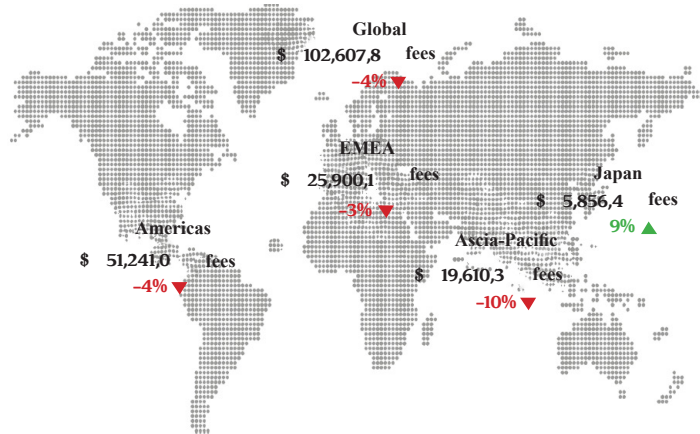 Global
$ 102,607,8 fees
–4% ▼
EMEA
$ 25,900,1 fees
–3% ▼
Japan
$ 5,856,4 fees
9% ▲
Americas
$ 51,241,0 fees
–4% ▼
Ascia-Pacific
$ 19,610,3 fees
–10% ▼